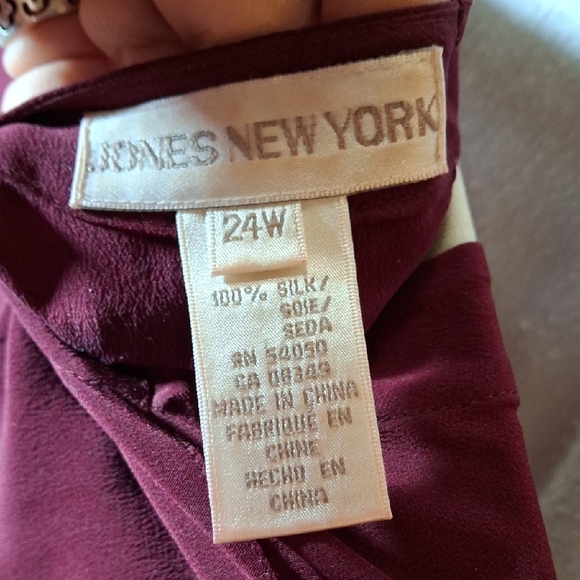 JONES NEW YORK
24W
100% SILK/
SOIE/
SEDA
RN 54050
CA 08349
MADE IN CHINA
FABRIQUÉ EN
CHINE
HECHO EN
CHINA